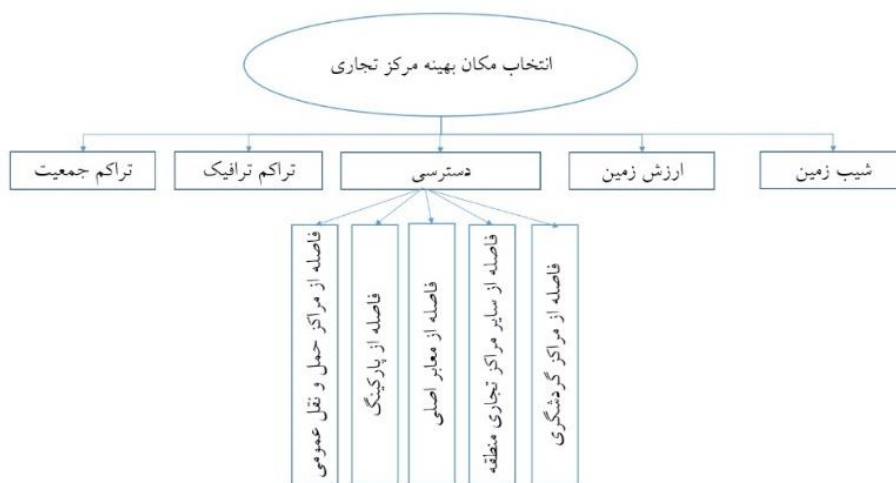 انتخاب مکان بهینه مرکز تجاری
شیب زمین
ارزش زمین
دسترسی
تراکم ترافیک
تراکم جمعیت
فاصله از مراکز گردشگری
فاصله از سایر مراکز تجاری منطقه
فاصله از معابر اصلی
فاصله از پارکینگ
فاصله از مراکز حمل و نقل عمومی